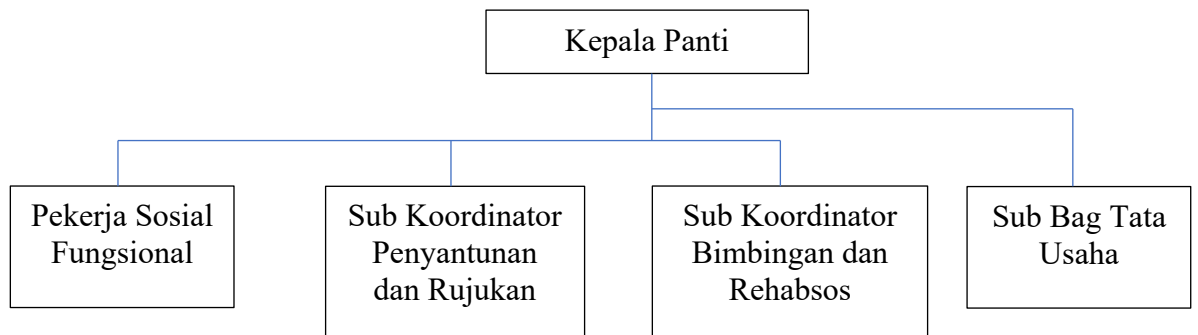 Kepala Panti
Pekerja Sosial
Fungsional
Sub Koordinator
Penyantunan
dan Rujukan
Sub Koordinator
Bimbingan dan
Rehabsos
Sub Bag Tata
Usaha